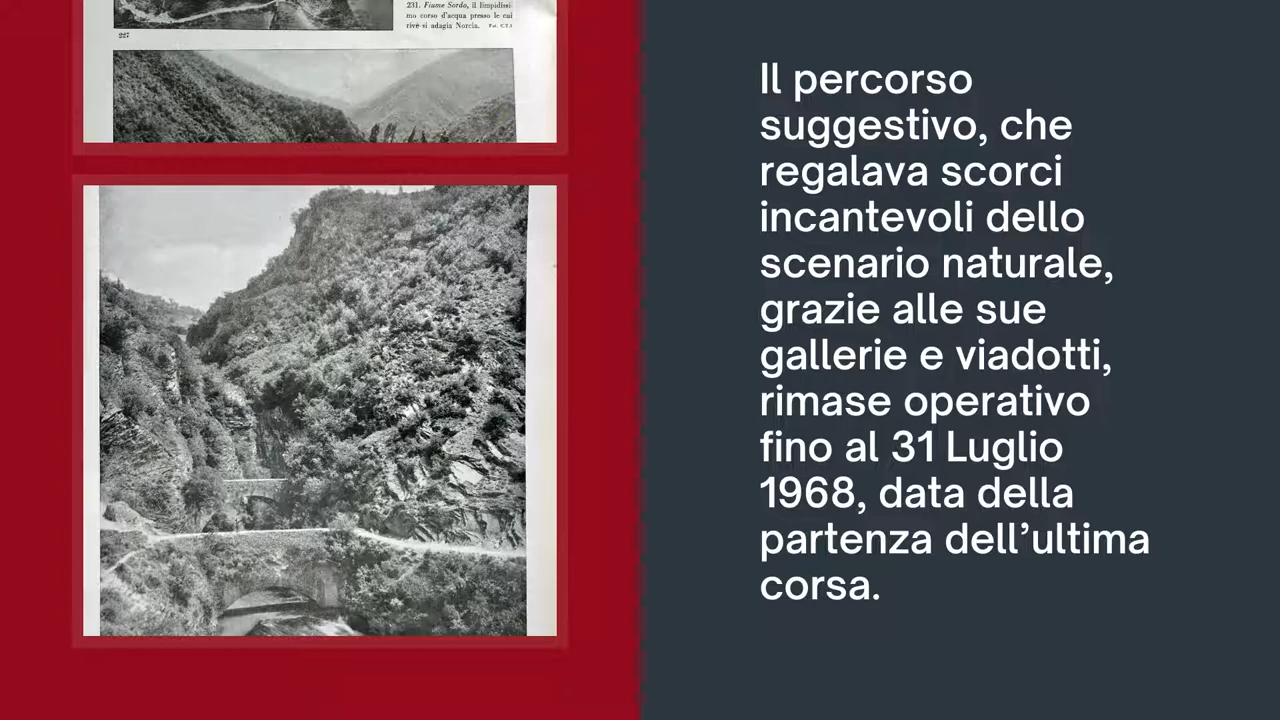 231. Fiume Sordo, il limpidissi-
mo corso d'acqua presso le cui
rive si adagia Norcia. Fot. C.T.I.
227
Il percorso
suggestivo, che
regalava scorci
incantevoli dello
scenario naturale,
grazie alle sue
gallerie e viadotti,
rimase operativo
fino al 31 Luglio
1968, data della
partenza dell’ultima
corsa.